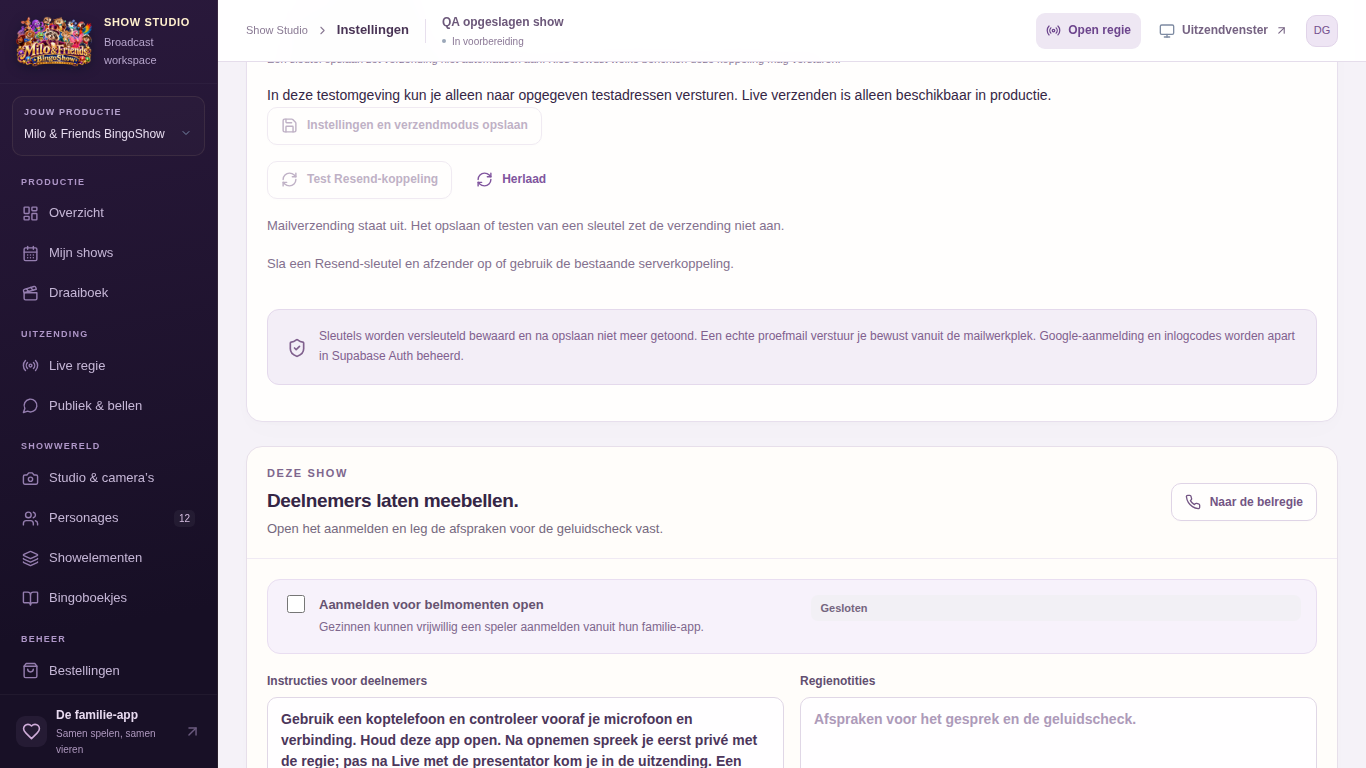 SHOW STUDIO
Broadcast
workspace
Milo & Friends
BINGOSHOW
JOUW PRODUCTIE
Milo & Friends BingoShow
PRODUCTIE
Overzicht
Mijn shows
Draaiboek
UITZENDING
Live regie
Publiek & bellen
SHOWWERELD
Studio & camera's
Personages 12
Showelementen
Bingoboekjes
BEHEER
Bestellingen
De familie-app
Samen spelen, samen
vieren
Show Studio > Instellingen
QA opgeslagen show
In voorbereiding
Open regie
Uitzendvenster
DG
In deze testomgeving kun je alleen naar opgegeven testadressen versturen. Live verzenden is alleen beschikbaar in productie.
Instellingen en verzendmodus opslaan
Test Resend-koppeling Herlaad
Mailverzending staat uit. Het opslaan of testen van een sleutel zet de verzending niet aan.
Sla een Resend-sleutel en afzender op of gebruik de bestaande serverkoppeling.
Sleutels worden versleuteld bewaard en na opslaan niet meer getoond. Een echte proefmail verstuur je bewust vanuit de mailwerkplek. Google-aanmelding en inlogcodes worden apart
in Supabase Auth beheerd.
DEZE SHOW
Deelnemers laten meebellen.
Open het aanmelden en leg de afspraken voor de geluidscheck vast.
Naar de belregie
Aanmelden voor belmomenten open
Gezinnen kunnen vrijwillig een speler aanmelden vanuit hun familie-app.
Gesloten
Instructies voor deelnemers
Gebruik een koptelefoon en controleer vooraf je microfoon en
verbinding. Houd deze app open. Na opnemen spreek je eerst privé met
de regie; pas na Live met de presentator kom je in de uitzending. Een
Regienotities
Afspraken voor het gesprek en de geluidscheck.